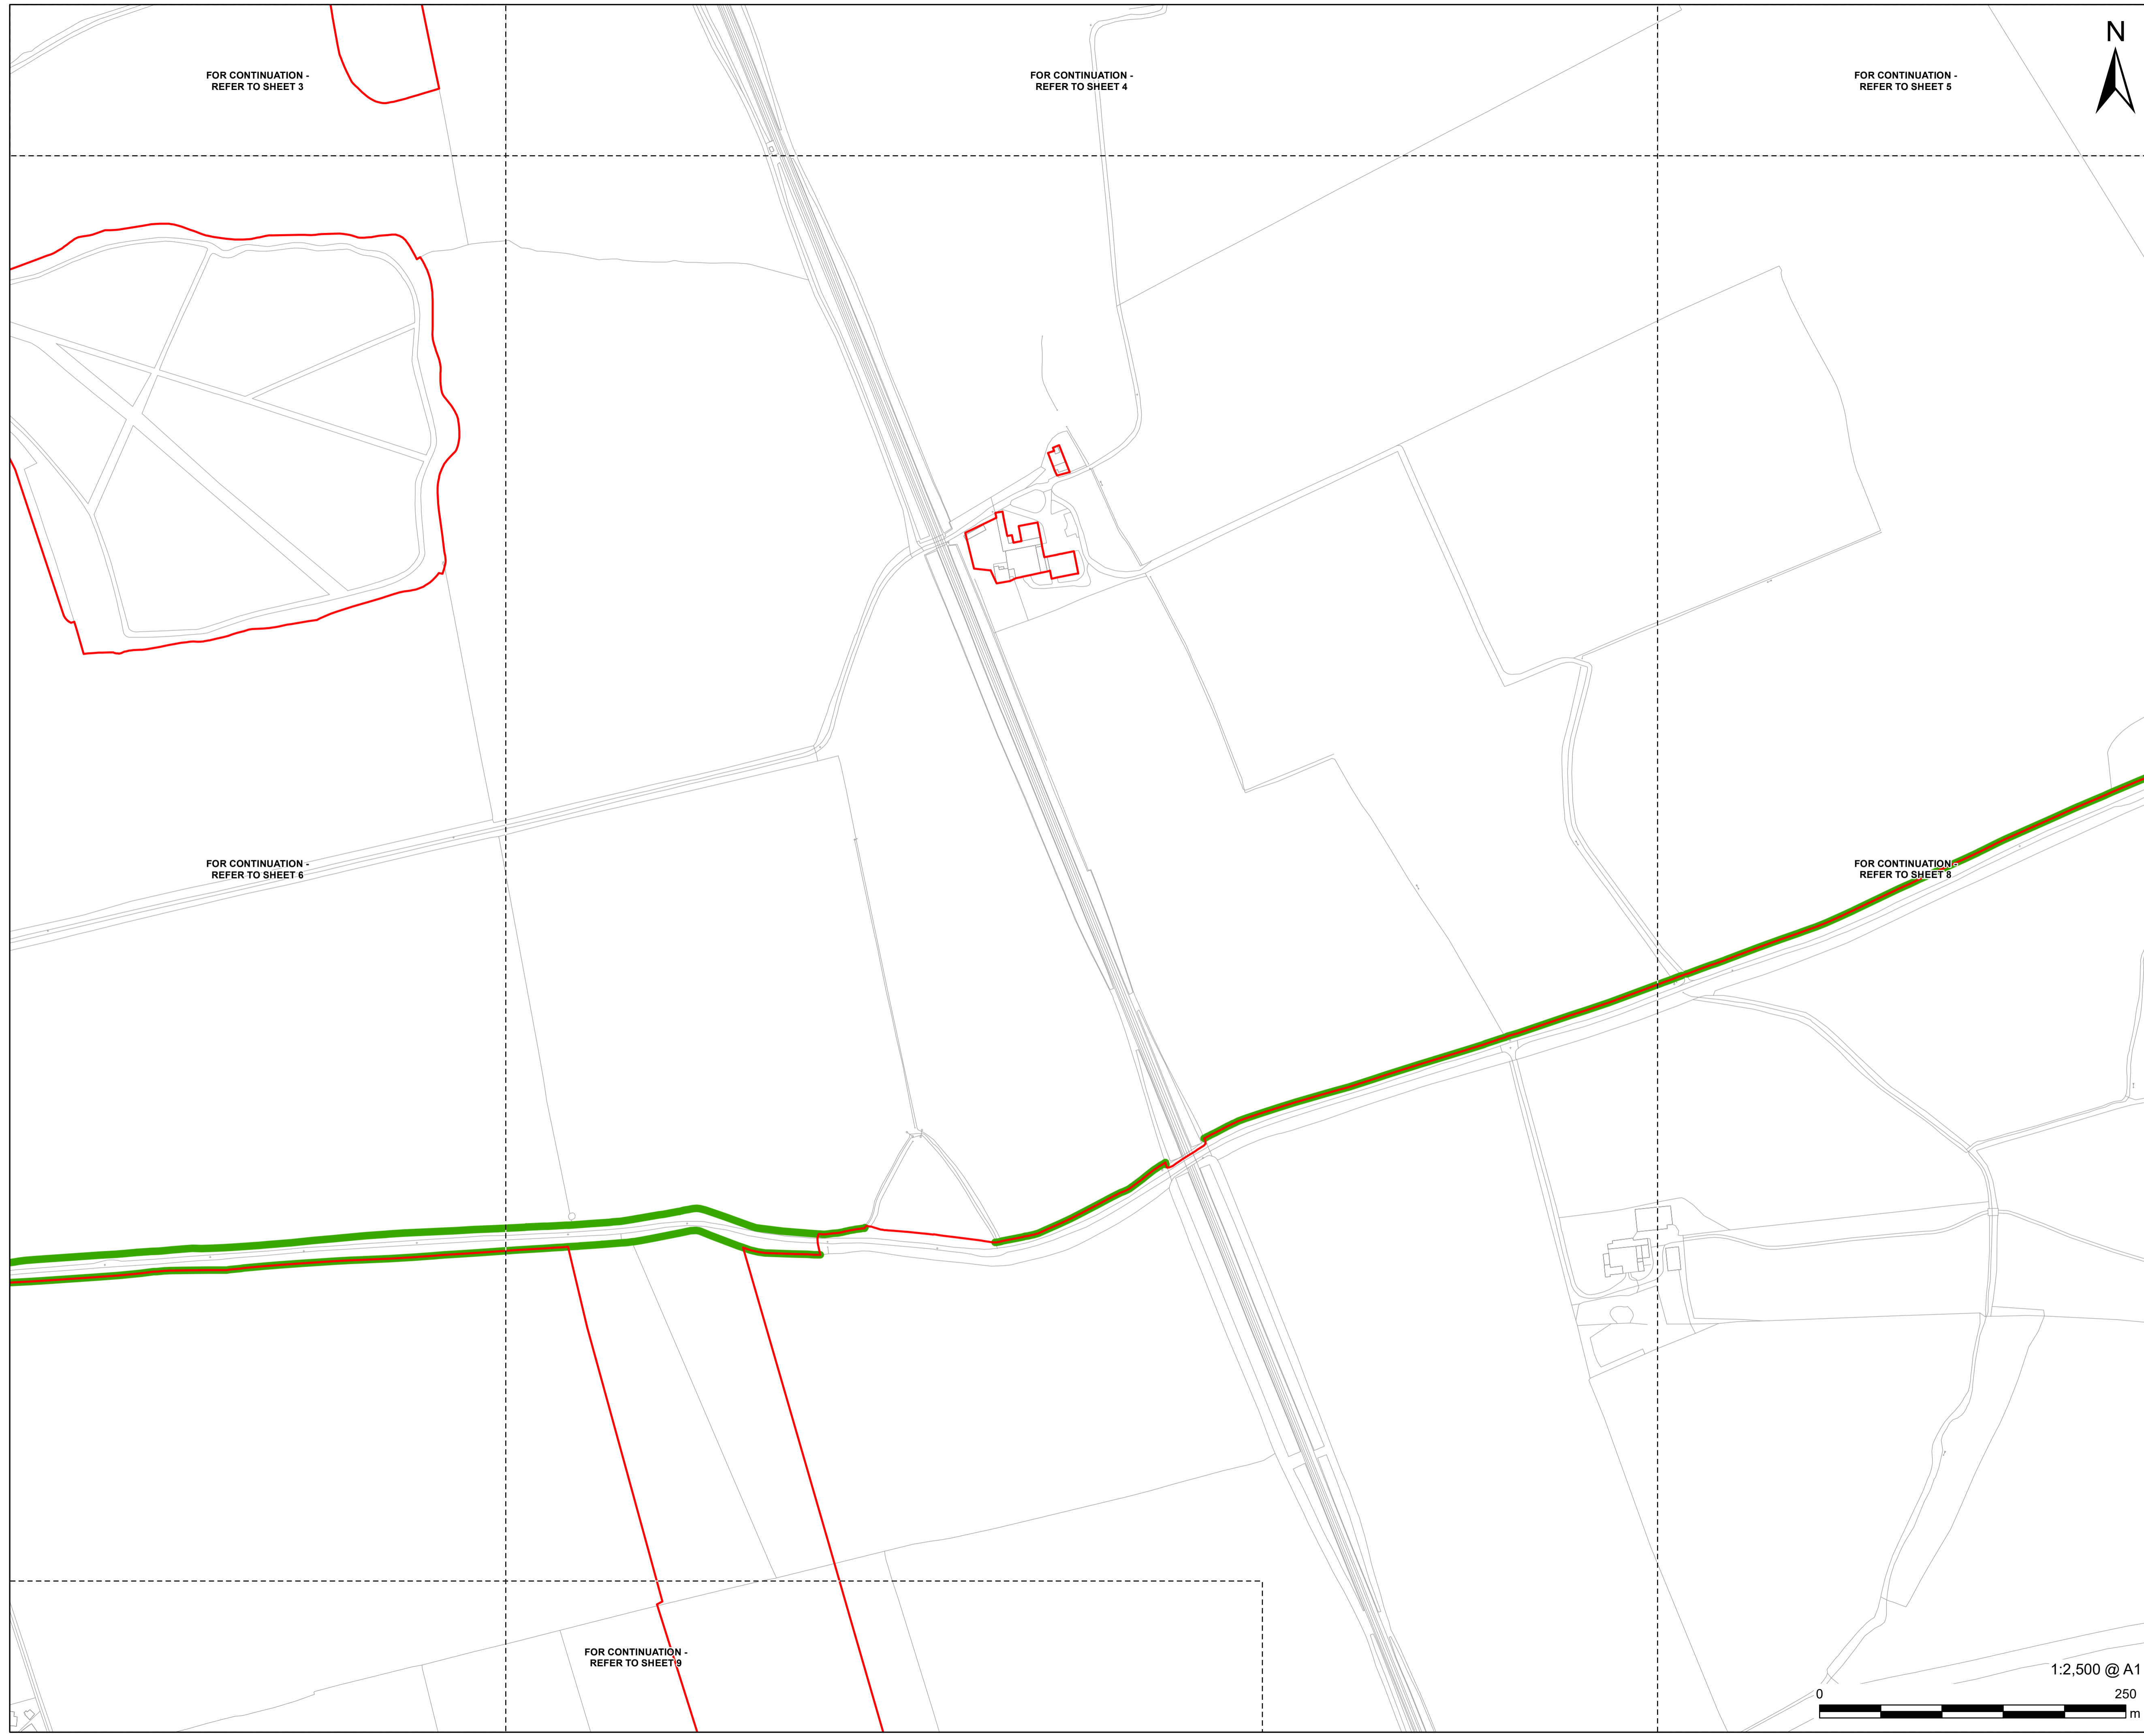 FOR CONTINUATION -
REFER TO SHEET 3
FOR CONTINUATION -
REFER TO SHEET 4
FOR CONTINUATION -
REFER TO SHEET 5
N
FOR CONTINUATION -
REFER TO SHEET 6
FOR CONTINUATION -
REFER TO SHEET 8
FOR CONTINUATION -
REFER TO SHEET 9
1:2,500 @ A1
0 250
m